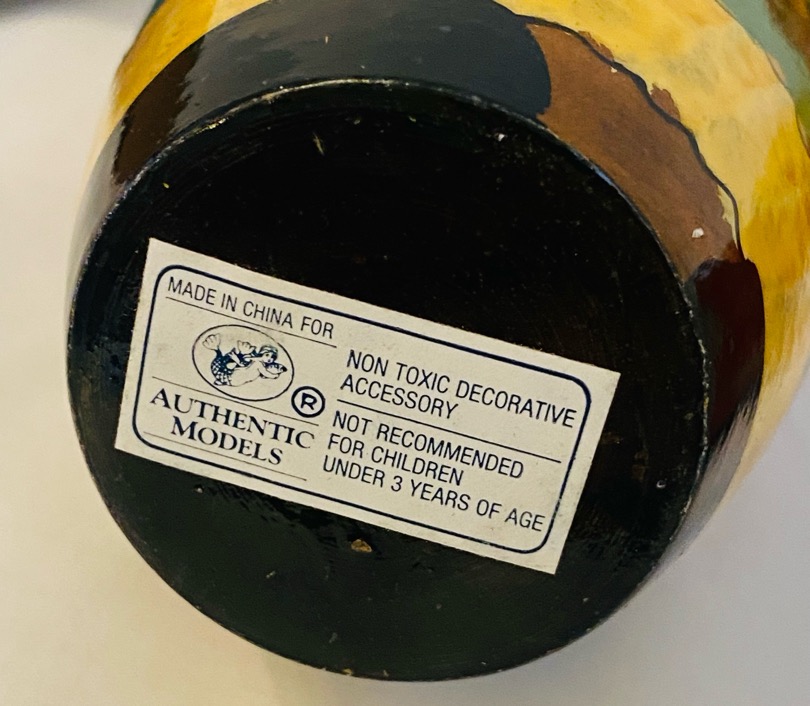 MADE IN CHINA FOR
®
AUTHENTIC
MODELS
NON TOXIC DECORATIVE
ACCESSORY
NOT RECOMMENDED
FOR CHILDREN
UNDER 3 YEARS OF AGE